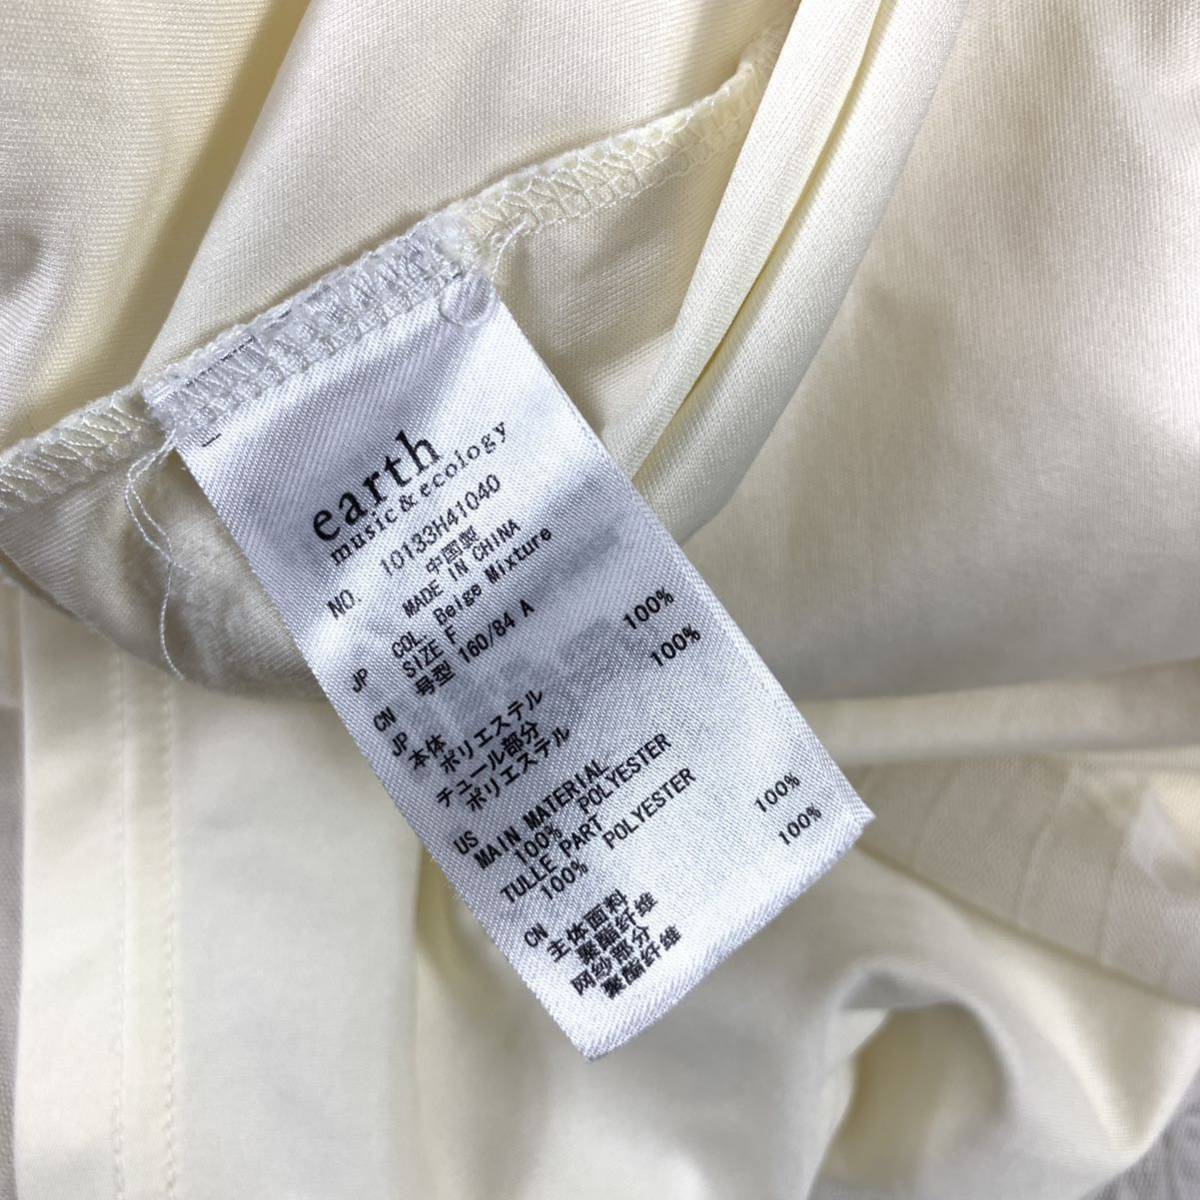 earth
music&ecology
NO. 10133H41040
中国製
MADE IN CHINA
COL. Beige Mixture
JP SIZE F
CN 号型 160/84 A
JP 本体
ポリエステル 100%
チュール部分
ポリエステル 100%
US MAIN MATERIAL
100% POLYESTER
TULLE PART
100% POLYESTER
CN 主体面料
聚酯纤维 100%
网纱部分
聚酯纤维 100%